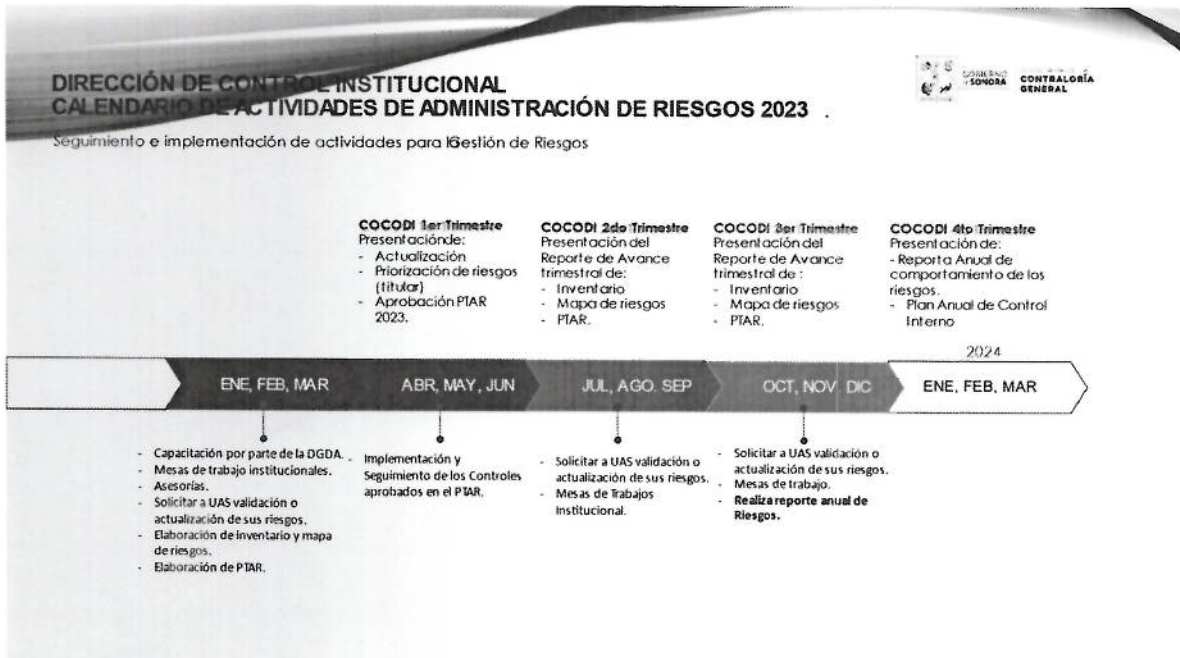 DIRECCIÓN DE CONTROL INSTITUCIONAL
CALENDARIO DE ACTIVIDADES DE ADMINISTRACIÓN DE RIESGOS 2023 .
Seguimiento e implementación de actividades para lGestión de Riesgos
GOBIERNO
DE SONORA
CONTRALORÍA
GENERAL
COCODI 1er Trimestre
Presentaciónde:
- Actualización
- Priorización de riesgos
(titular)
- Aprobación PTAR
2023.
COCODI 2do Trimestre
Presentación del
Reporte de Avance
trimestral de:
- Inventario
- Mapa de riesgos
- PTAR.
COCODI 3er Trimestre
Presentación del
Reporte de Avance
trimestral de :
- Inventario
- Mapa de riesgos
- PTAR.
COCODI 4to Trimestre
Presentación de:
- Reporta Anual de
comportamiento de los
riesgos.
- Plan Anual de Control
Interno
2024
ENE, FEB, MAR
ABR, MAY, JUN
JUL, AGO. SEP
OCT, NOV DIC
ENE, FEB, MAR
- Capacitación por parte de la DGDA.
- Mesas de trabajo institucionales.
- Asesorías.
- Solicitar a UAS validación o
actualización de sus riesgos.
- Elaboración de Inventario y mapa
de riesgos.
- Elaboración de PTAR.
- Implementación y
Seguimiento de los Controles
aprobados en el PTAR.
- Solicitar a UAS validación o
actualización de sus riesgos.
- Mesas de Trabajos
Institucional.
- Solicitar a UAS validación o
actualización de sus riesgos.
- Mesas de trabajo.
- Realiza reporte anual de
Riesgos.